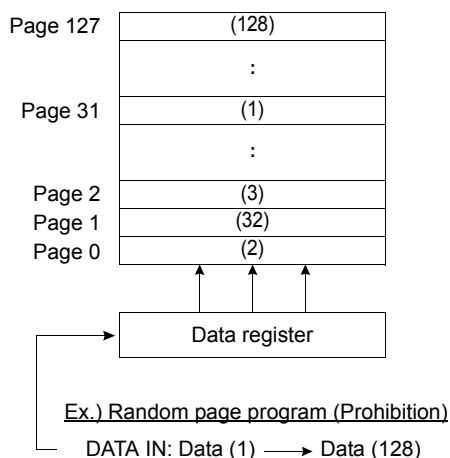 Page 127 (128)
:
Page 31 (1)
:
Page 2 (3)
Page 1 (32)
Page 0 (2)
Data register
Ex.) Random page program (Prohibition)
DATA IN: Data (1) Data (128)